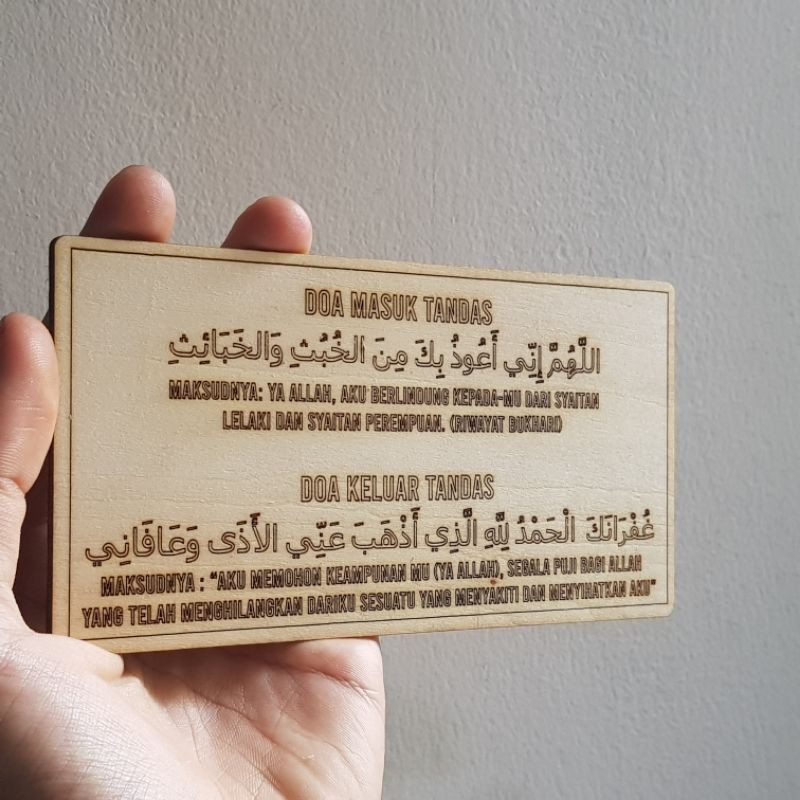 DOA MASUK TANDAS
اللَّهُمَّ إِنِّي أَعُوذُ بِكَ مِنَ الخُبُثِ وَالخَبَائِثِ
MAKSUDNYA: YA ALLAH, AKU BERLINDUNG KEPADA-MU DARI SYAITAN
LELAKI DAN SYAITAN PEREMPUAN. (RIWAYAT BUKHARI)
DOA KELUAR TANDAS
غُفْرَانَكَ الْحَمْدُ لِلَّهِ الَّذِي أَذْهَبَ عَنِّي الأَذَى وَعَافَانِي
MAKSUDNYA : "AKU MEMOHON KEAMPUNAN MU (YA ALLAH), SEGALA PUJI BAGI ALLAH
YANG TELAH MENGHILANGKAN DARIKU SESUATU YANG MENYAKITI DAN MENYIHATKAN AKU"